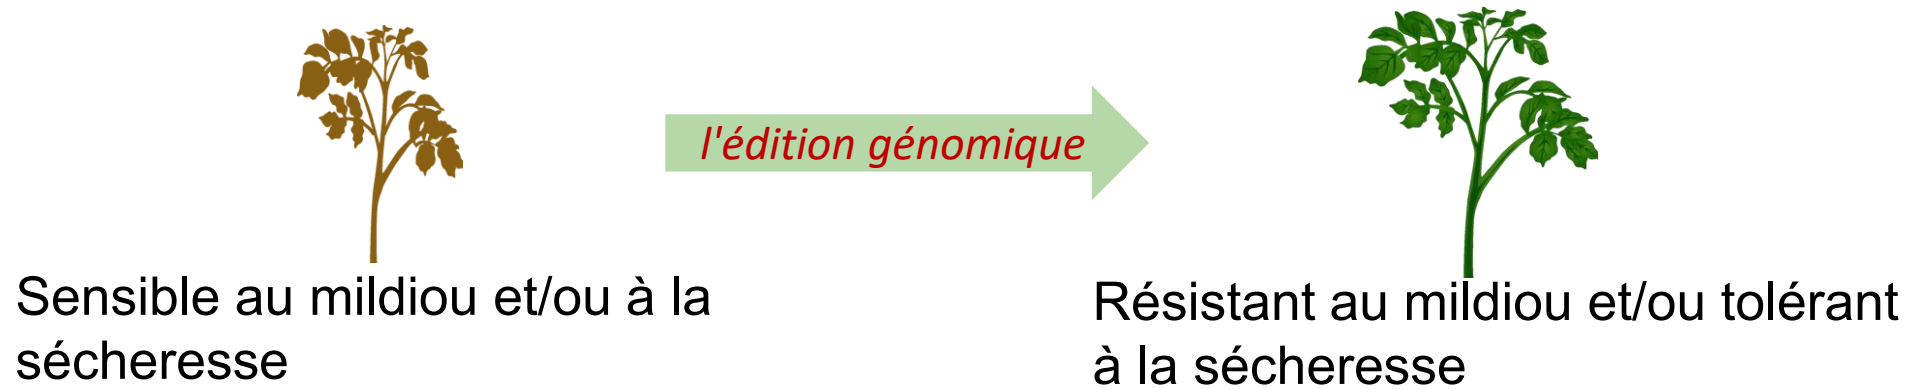 l'édition génomique
Sensible au mildiou et/ou à la
sécheresse
Résistant au mildiou et/ou tolérant
à la sécheresse